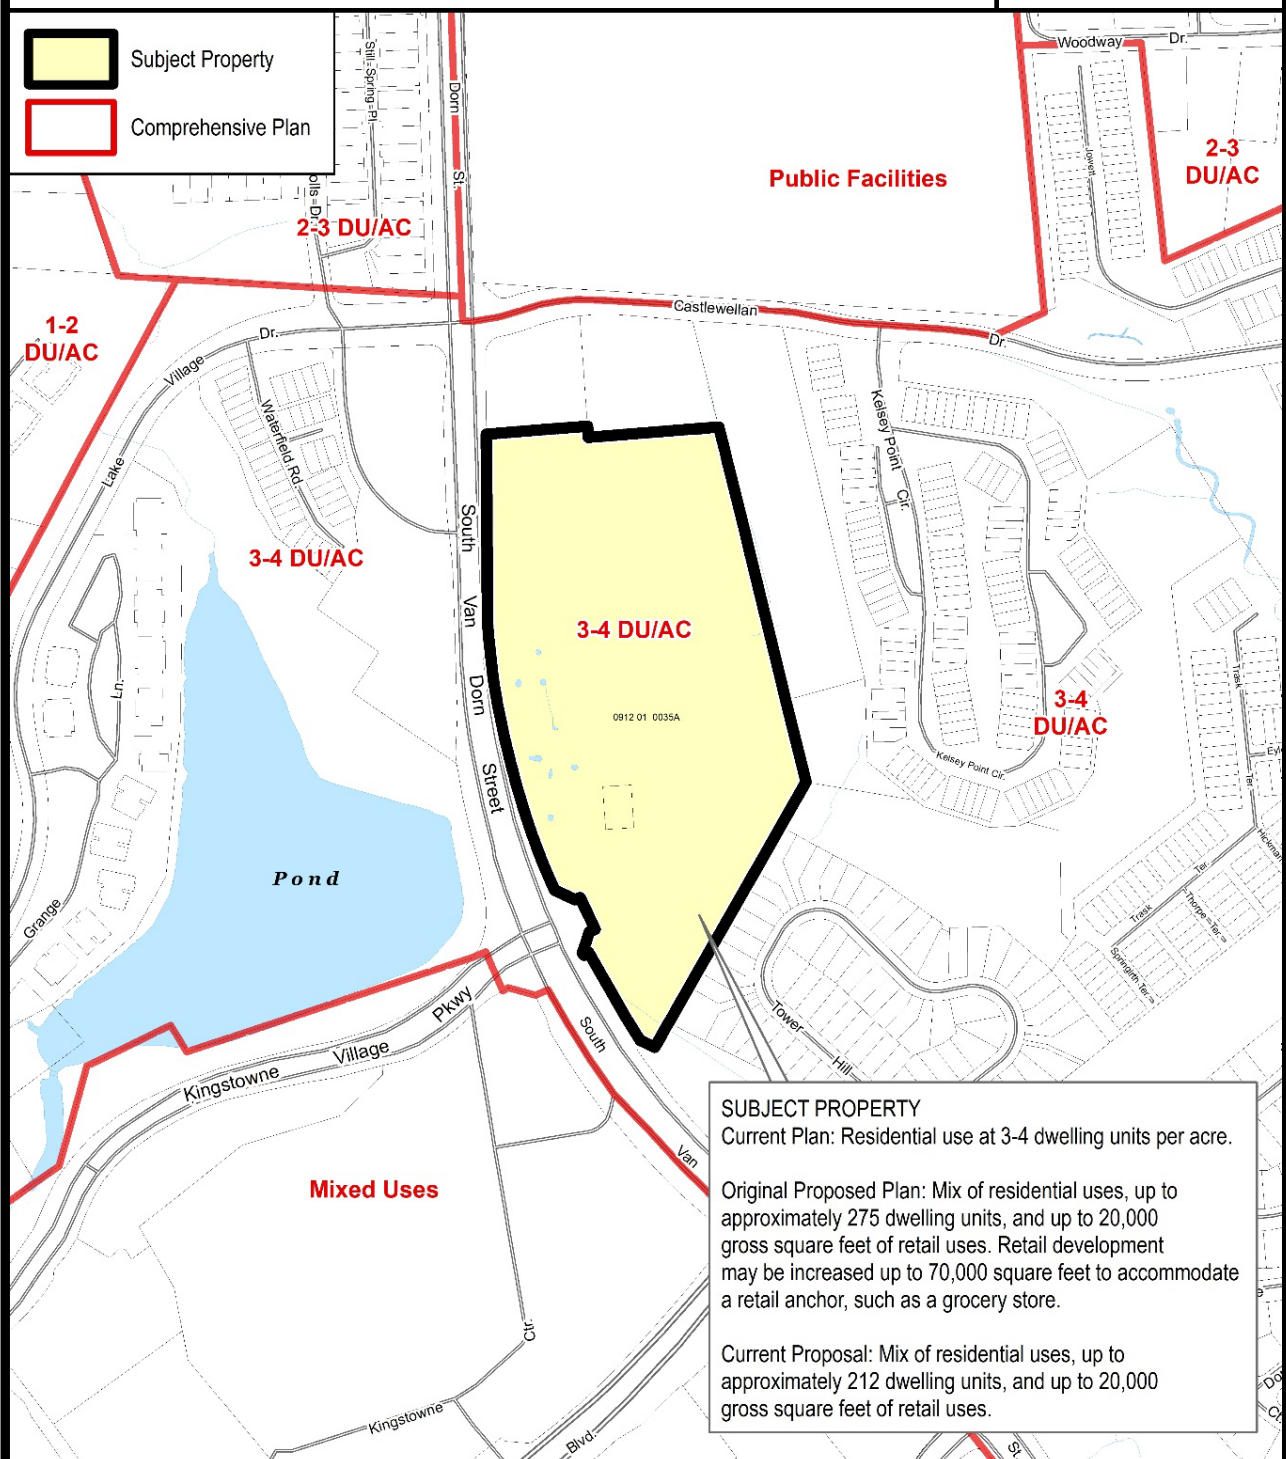 Subject Property
Comprehensive Plan
Still Spring Pl
Dorn
St.
Woodway
Dr.
Jowett
2-3
DU/AC
Public Facilities
2-3 DU/AC
1-2
DU/AC
Dr.
Village
Lake
Castlewellan
Dr.
Waterfield Rd.
Kelsey Point
Cir.
3-4 DU/AC
South
Van
Dorn
Street
3-4 DU/AC
0912 01 0035A
3-4
DU/AC
Kelsey Point Cir.
Ln.
Grange
Trask
Ter.
Trask
Ter.
Thorpe Ter.
Pond
Pkwy
Village
Kingstowne
South
Van
Tower
Hill
Mixed Uses
Ctr.
Kingstowne
Blvd.
St.
SUBJECT PROPERTY
Current Plan: Residential use at 3-4 dwelling units per acre.
Original Proposed Plan: Mix of residential uses, up to
approximately 275 dwelling units, and up to 20,000
gross square feet of retail uses. Retail development
may be increased up to 70,000 square feet to accommodate
a retail anchor, such as a grocery store.
Current Proposal: Mix of residential uses, up to
approximately 212 dwelling units, and up to 20,000
gross square feet of retail uses.